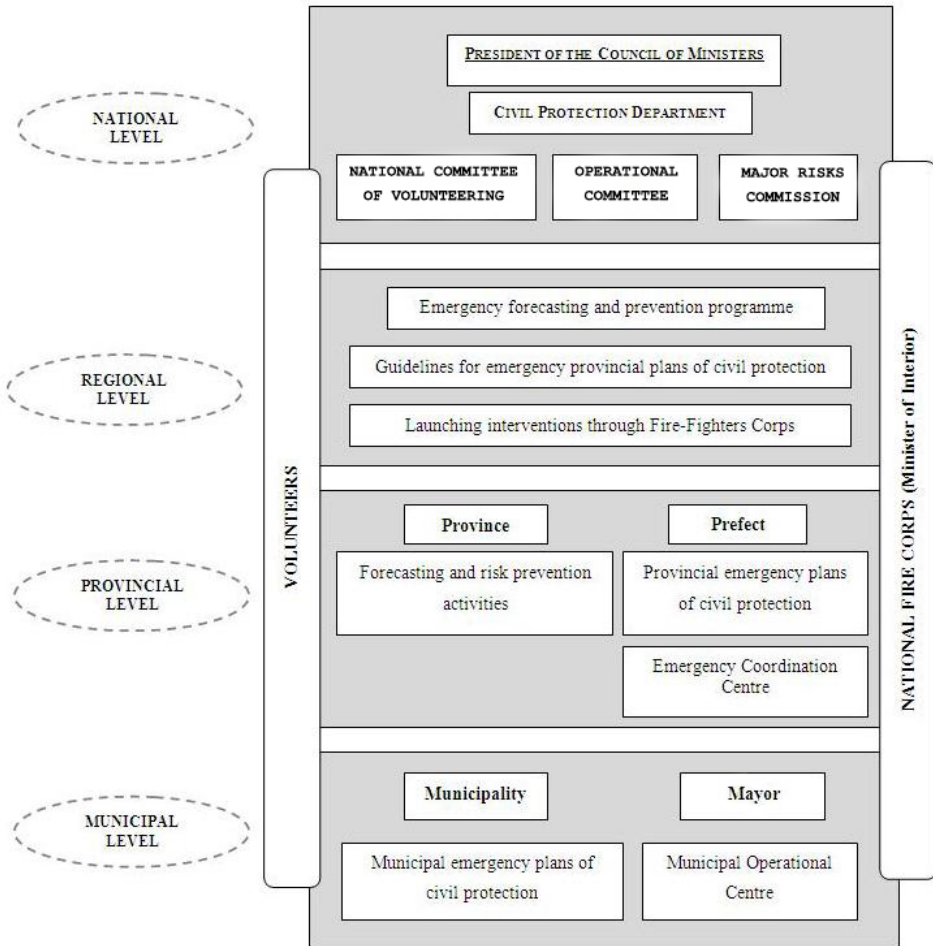 PRESIDENT OF THE COUNCIL OF MINISTERS
CIVIL PROTECTION DEPARTMENT
NATIONAL
LEVEL
NATIONAL COMMITTEE
OF VOLUNTEERING
OPERATIONAL
COMMITTEE
MAJOR RISKS
COMMISSION
Emergency forecasting and prevention programme
Guidelines for emergency provincial plans of civil protection
Launching interventions through Fire-Fighters Corps
REGIONAL
LEVEL
VOLUNTEERS
NATIONAL FIRE CORPS (Minister of Interior)
Province
Prefect
Forecasting and risk prevention
activities
Provincial emergency plans
of civil protection
Emergency Coordination
Centre
PROVINCIAL
LEVEL
Municipality
Mayor
MUNICIPAL
LEVEL
Municipal emergency plans of
civil protection
Municipal Operational
Centre